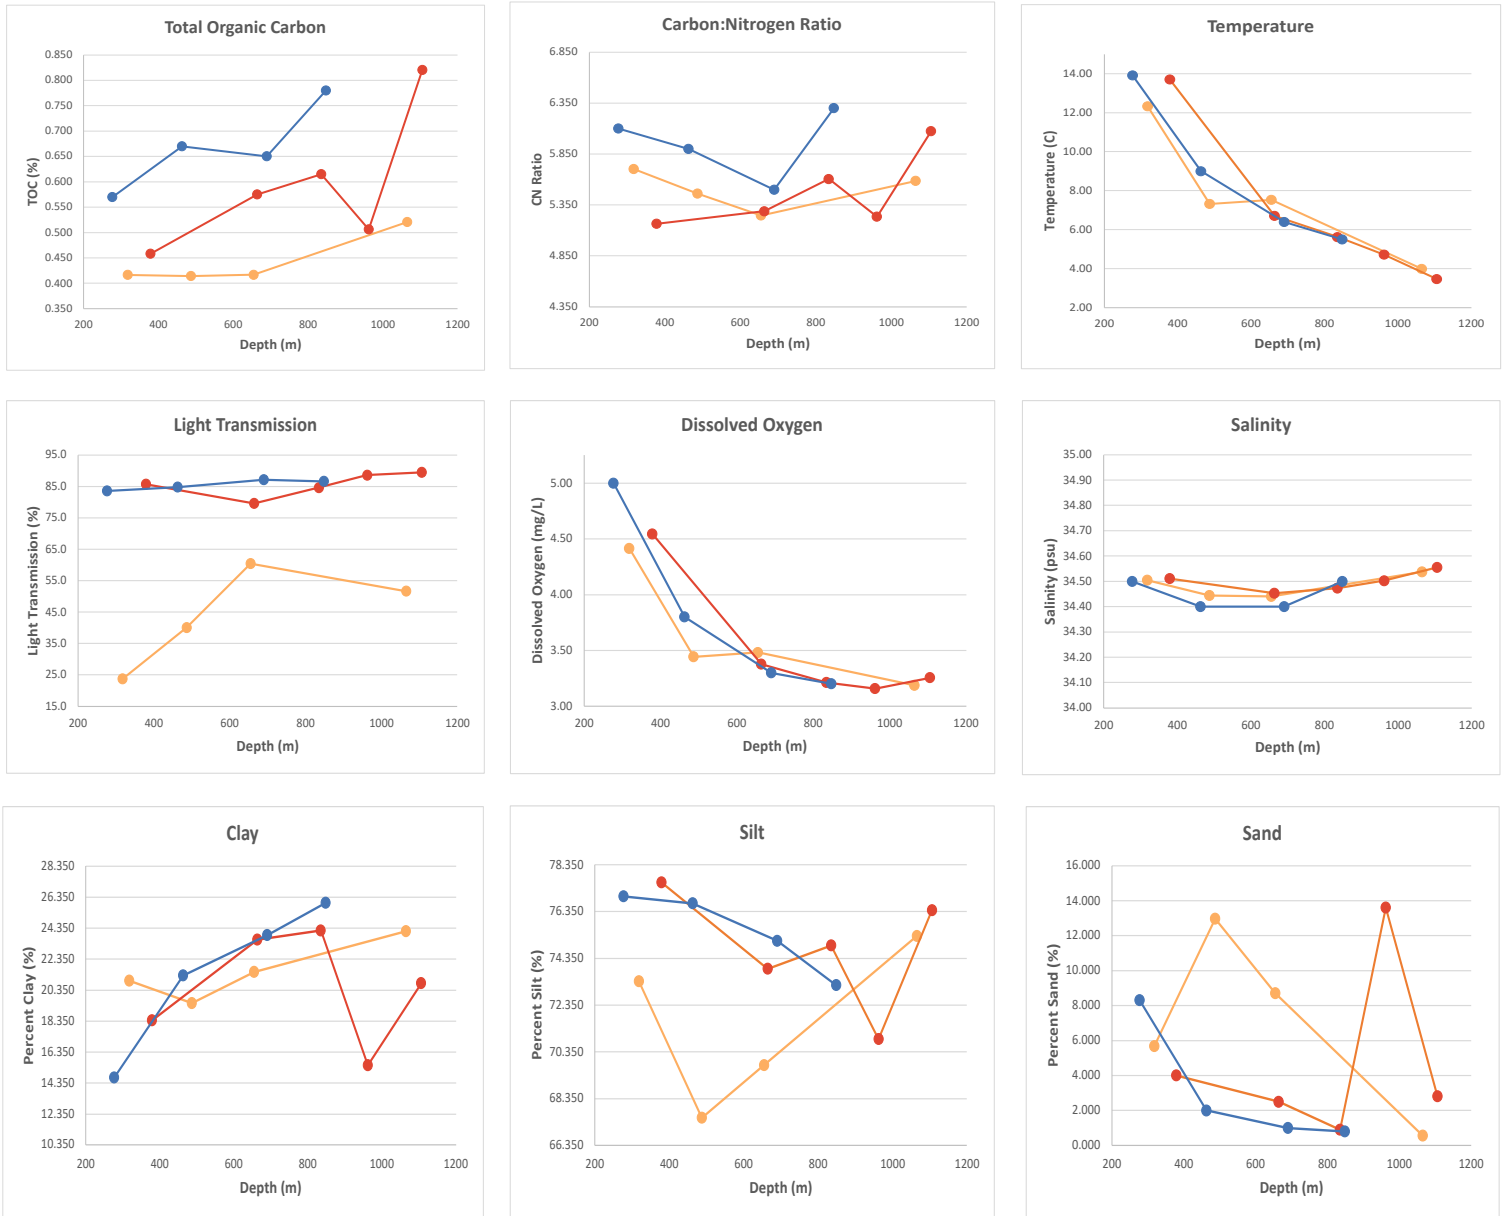 Total Organic Carbon
TOC (%)
0.850
0.800
0.750
0.700
0.650
0.600
0.550
0.500
0.450
0.400
0.350
200 400 600 800 1000 1200
Depth (m)
Carbon:Nitrogen Ratio
CN Ratio
6.850
6.350
5.850
5.350
4.850
4.350
200 400 600 800 1000 1200
Depth (m)
Temperature
Temperature (C)
14.00
12.00
10.00
8.00
6.00
4.00
2.00
200 400 600 800 1000 1200
Depth (m)
Light Transmission
Light Transmission (%)
95.0
85.0
75.0
65.0
55.0
45.0
35.0
25.0
15.0
200 400 600 800 1000 1200
Depth (m)
Dissolved Oxygen
Dissolved Oxygen (mg/L)
5.00
4.50
4.00
3.50
3.00
200 400 600 800 1000 1200
Depth (m)
Salinity
Salinity (psu)
35.00
34.90
34.80
34.70
34.60
34.50
34.40
34.30
34.20
34.10
34.00
200 400 600 800 1000 1200
Depth (m)
Clay
Percent Clay (%)
28.350
26.350
24.350
22.350
20.350
18.350
16.350
14.350
12.350
10.350
200 400 600 800 1000 1200
Depth (m)
Silt
Percent Silt (%)
78.350
76.350
74.350
72.350
70.350
68.350
66.350
200 400 600 800 1000 1200
Depth (m)
Sand
Percent Sand (%)
16.000
14.000
12.000
10.000
8.000
6.000
4.000
2.000
0.000
200 400 600 800 1000 1200
Depth (m)